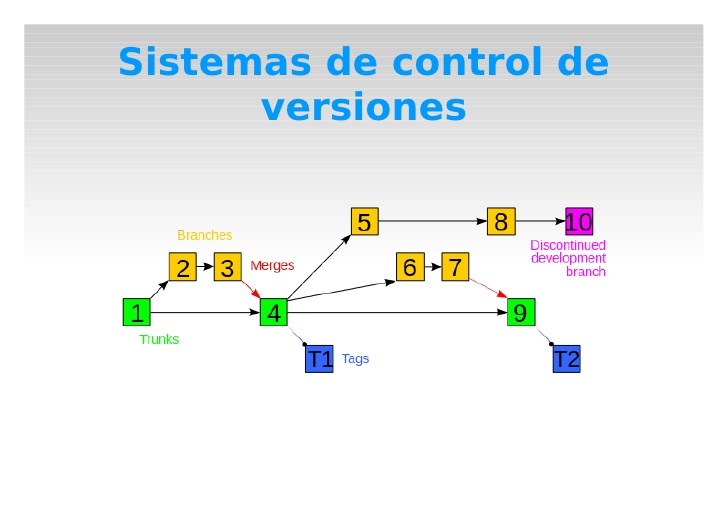 Sistemas de control de
versiones
5
8
10
Branches
Discontinued
development
branch
2
3
Merges
6
7
1
4
9
Trunks
T1
Tags
T2